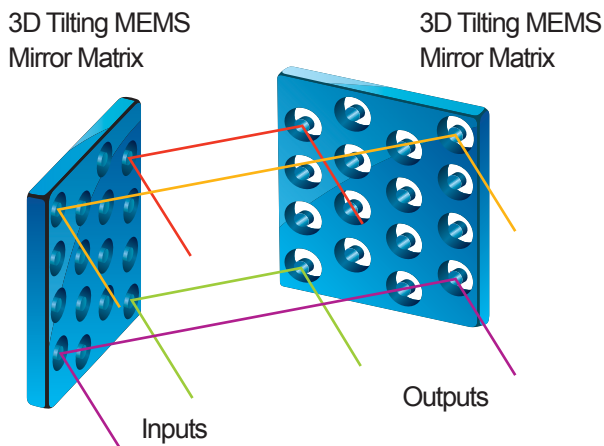 3D Tilting MEMS
Mirror Matrix
3D Tilting MEMS
Mirror Matrix
Inputs
Outputs